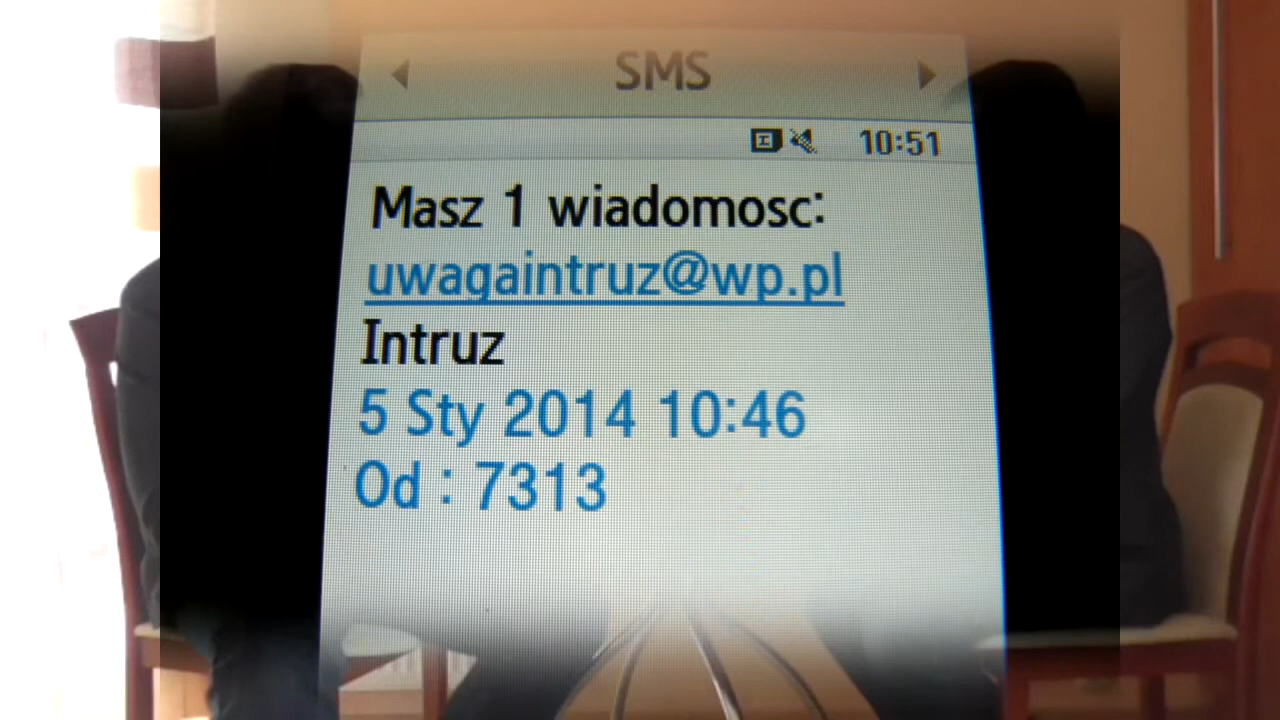 SMS
10:51
Masz 1 wiadomosc:
uwagaintruz@wp.pl
Intruz
5 Sty 2014 10:46
Od : 7313